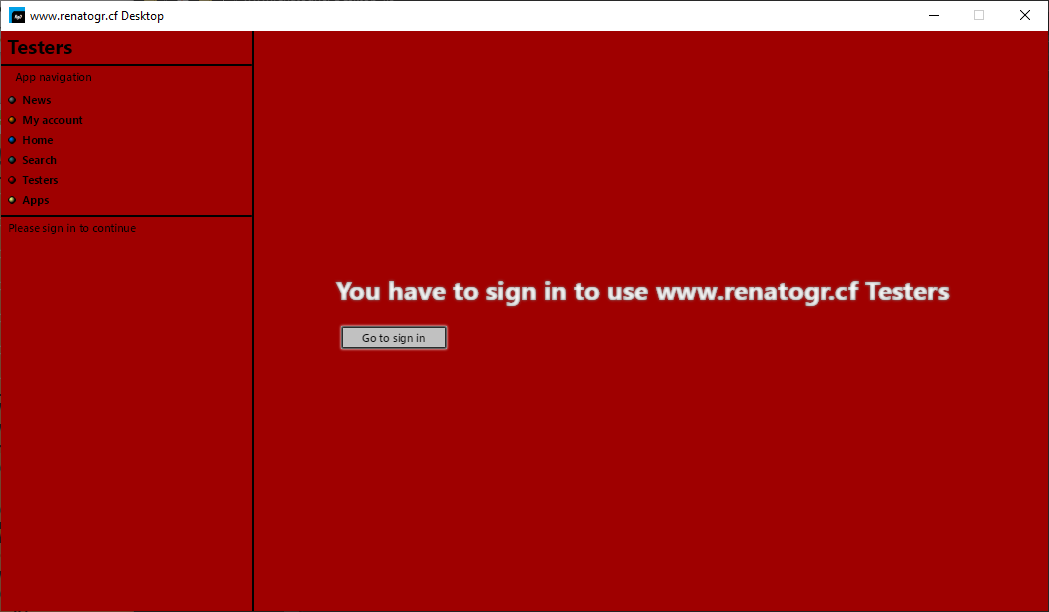 www.renatogr.cf Desktop
Testers
App navigation
News
My account
Home
Search
Testers
Apps
Please sign in to continue
You have to sign in to use www.renatogr.cf Testers
Go to sign in